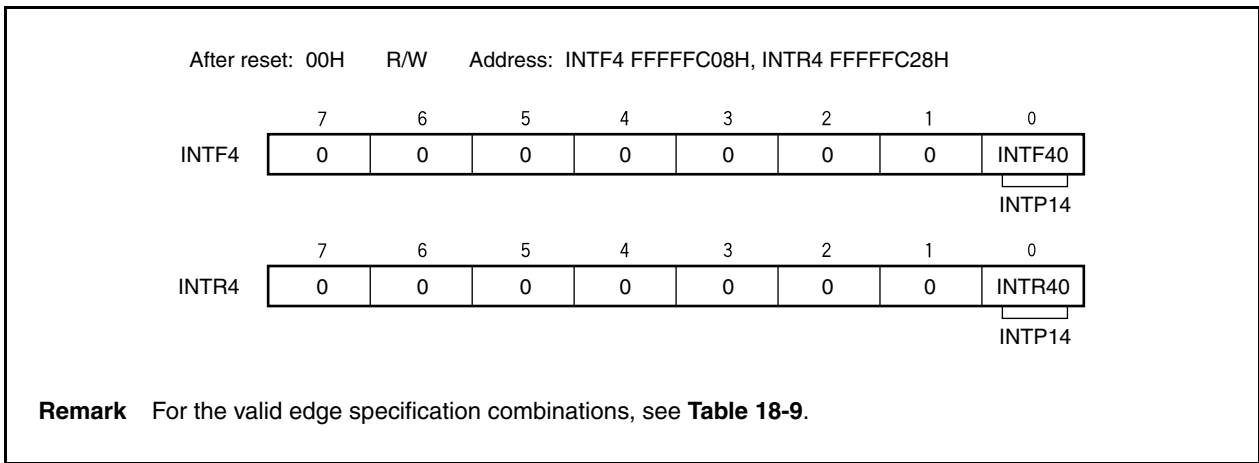 After reset: 00H R/W Address: INTF4 FFFFFC08H, INTR4 FFFFFC28H
7 6 5 4 3 2 1 0
INTF4 0 0 0 0 0 0 0 INTF40
INTP14
7 6 5 4 3 2 1 0
INTR4 0 0 0 0 0 0 0 INTR40
INTP14
Remark For the valid edge specification combinations, see Table 18-9.